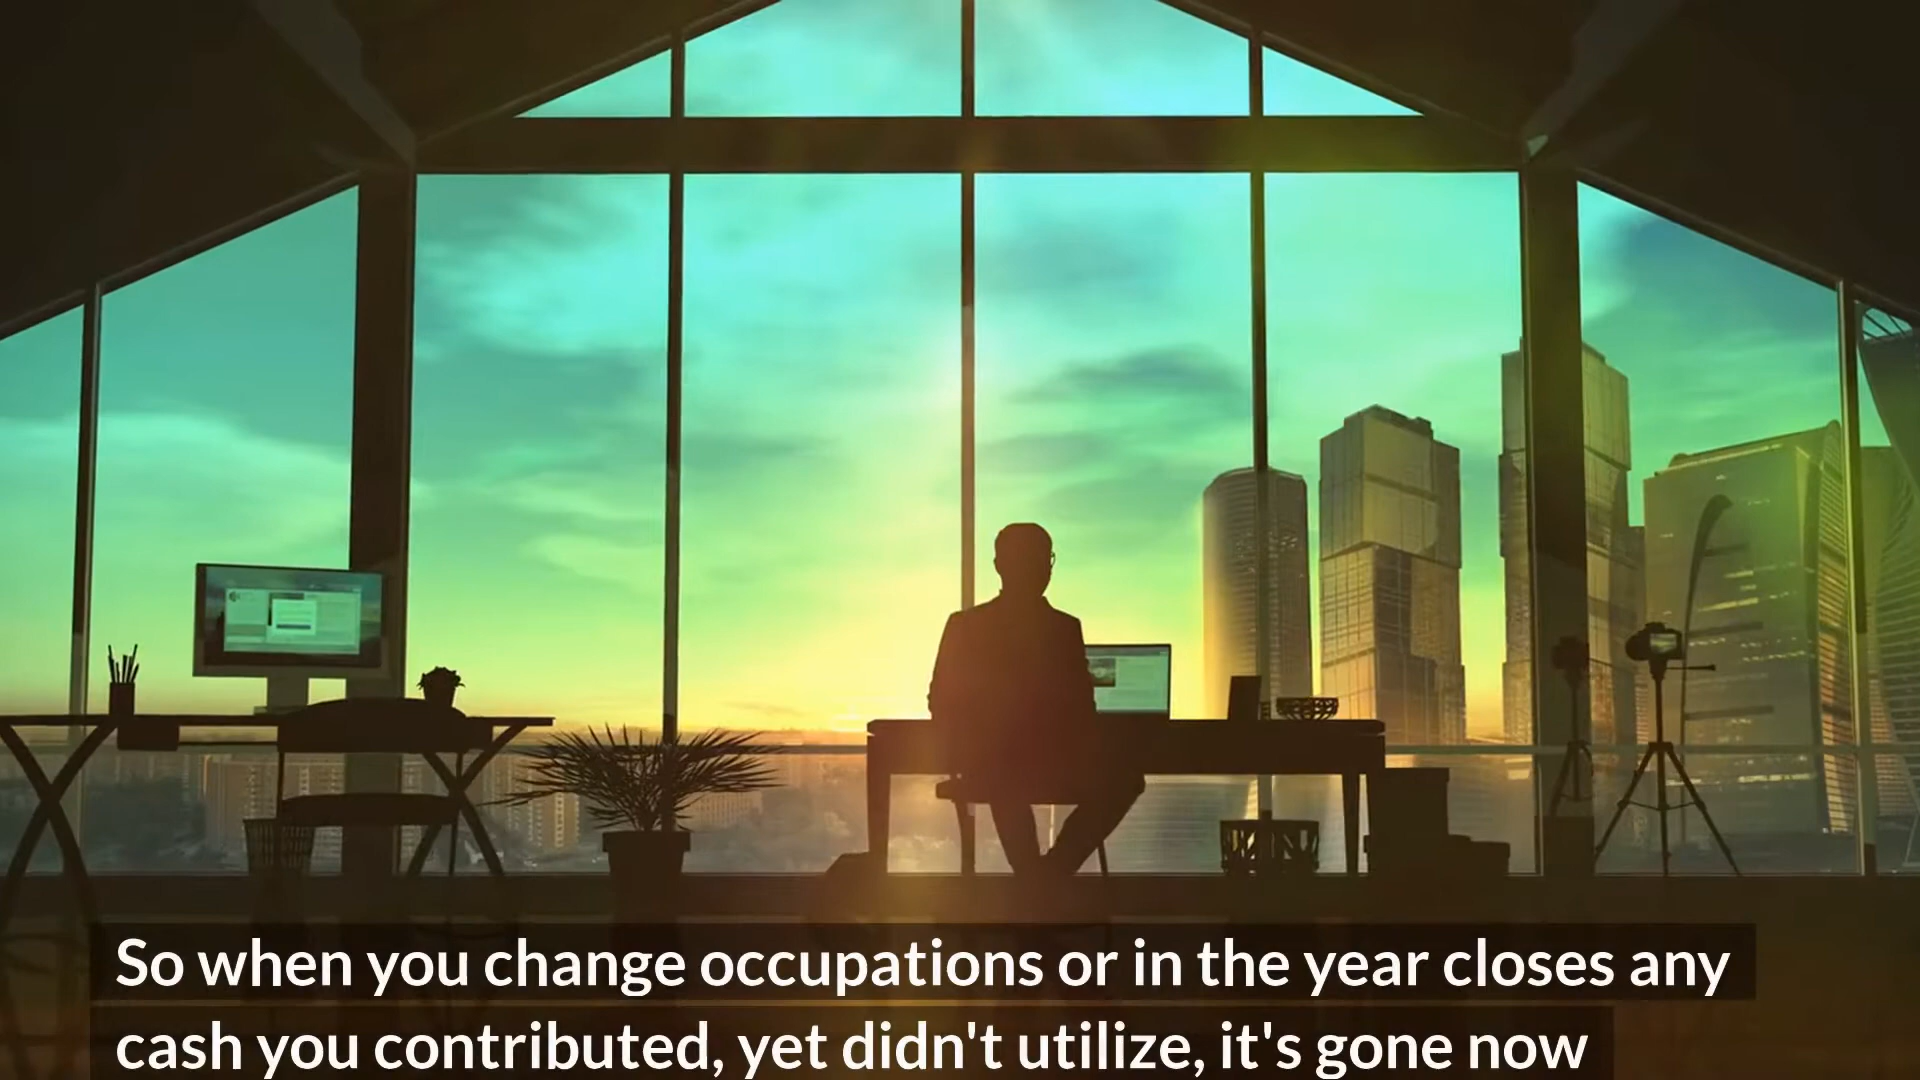 So when you change occupations or in the year closes any
cash you contributed, yet didn't utilize, it's gone now